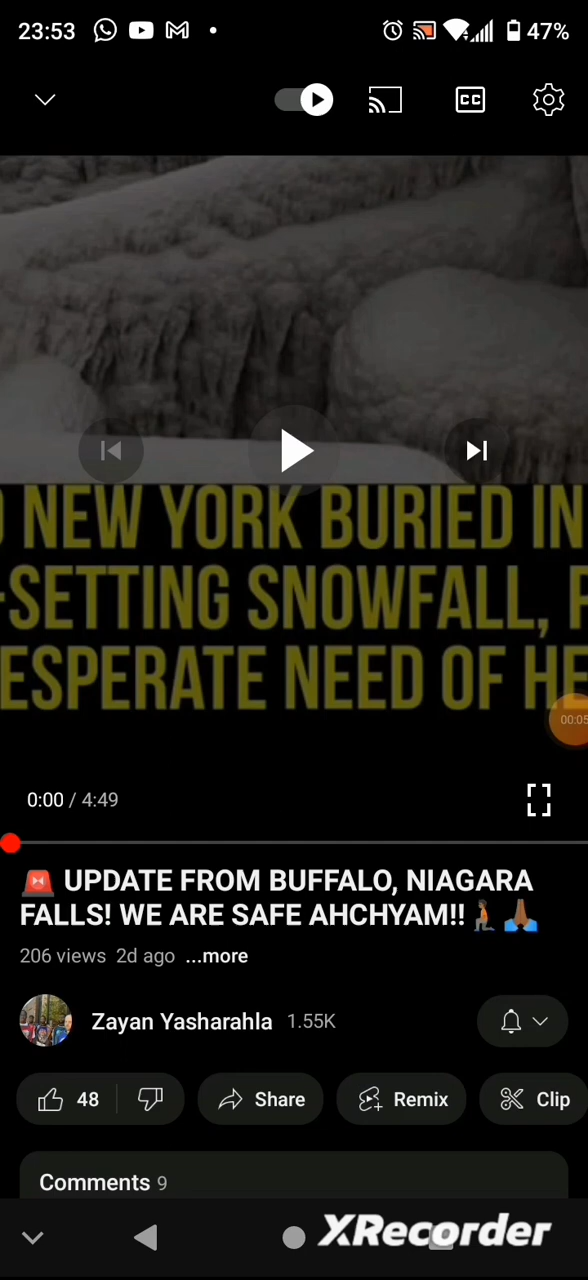 23:53
47%
CC
NEW YORK BURIED IN
-SETTING SNOWFALL,
ESPERATE NEED OF HE
00:05
0:00 / 4:49
🚨 UPDATE FROM BUFFALO, NIAGARA
FALLS! WE ARE SAFE AHCHYAM!!🧎🏾🙏🏾
206 views 2d ago ...more
Zayan Yasharahla 1.55K
48 Share Remix Clip
Comments 9
XRecorder